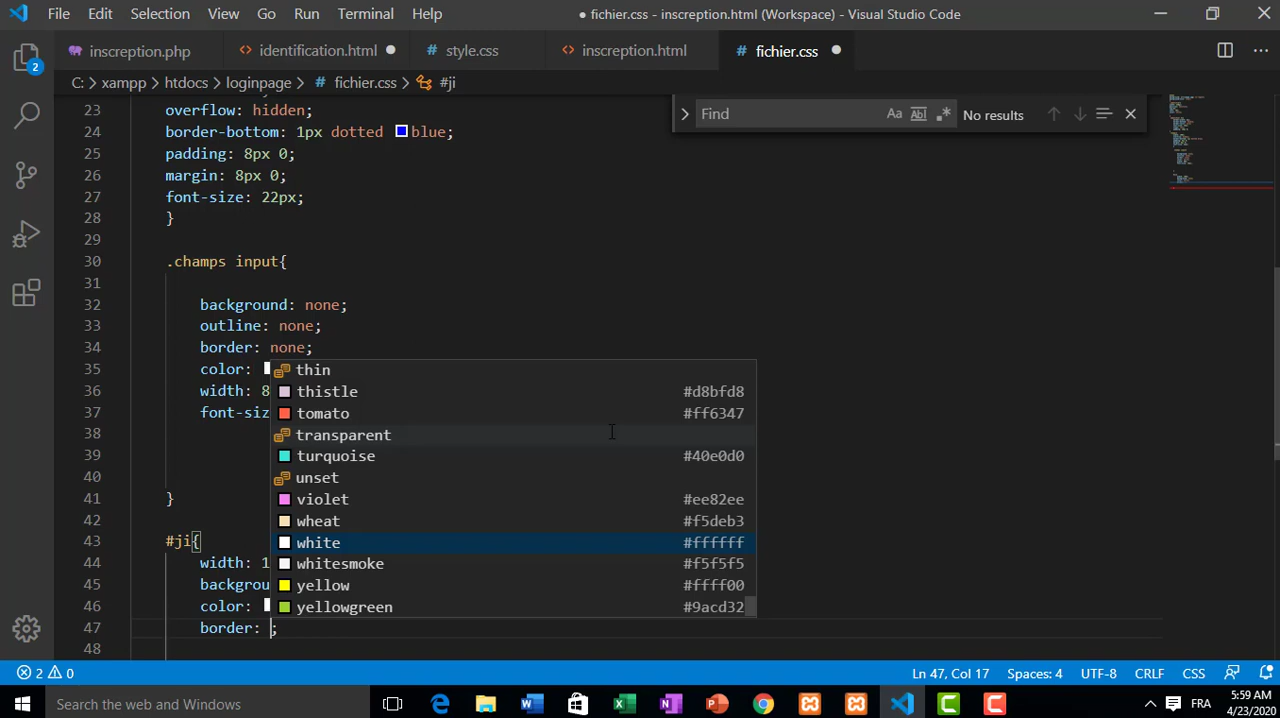 File Edit Selection View Go Run Terminal Help
● fichier.css - inscreption.html (Workspace) - Visual Studio Code
inscreption.php
identification.html
style.css
inscreption.html
fichier.css
C: > xampp > htdocs > loginpage > fichier.css > #ji
2
Find
No results
23 overflow: hidden;
24 border-bottom: 1px dotted blue;
25 padding: 8px 0;
26 margin: 8px 0;
27 font-size: 22px;
28 }
29
30 .champs input{
31
32 background: none;
33 outline: none;
34 border: none;
35 color:
36 width: 8
37 font-siz
38
39
40
41 }
42
43 #ji{
44 width: 1
45 backgrou
46 color:
47 border: ;
48
thin
thistle #d8bfd8
tomato #ff6347
transparent
turquoise #40e0d0
unset
violet #ee82ee
wheat #f5deb3
white #ffffff
whitesmoke #f5f5f5
yellow #ffff00
yellowgreen #9acd32
2 0
Ln 47, Col 17 Spaces: 4 UTF-8 CRLF CSS
Search the web and Windows
FR
5:59 AM
4/23/2020